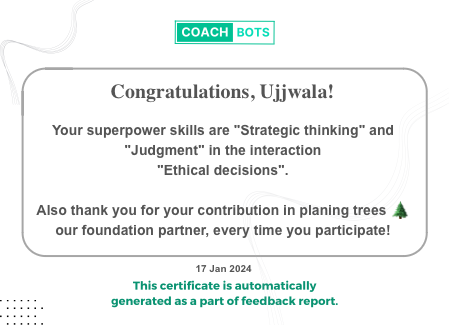 COACH BOTS
Congratulations, Ujjwala!
Your superpower skills are "Strategic thinking" and
"Judgment" in the interaction
"Ethical decisions".
Also thank you for your contribution in planing trees 🌲
our foundation partner, every time you participate!
17 Jan 2024
This certificate is automatically
generated as a part of feedback report.